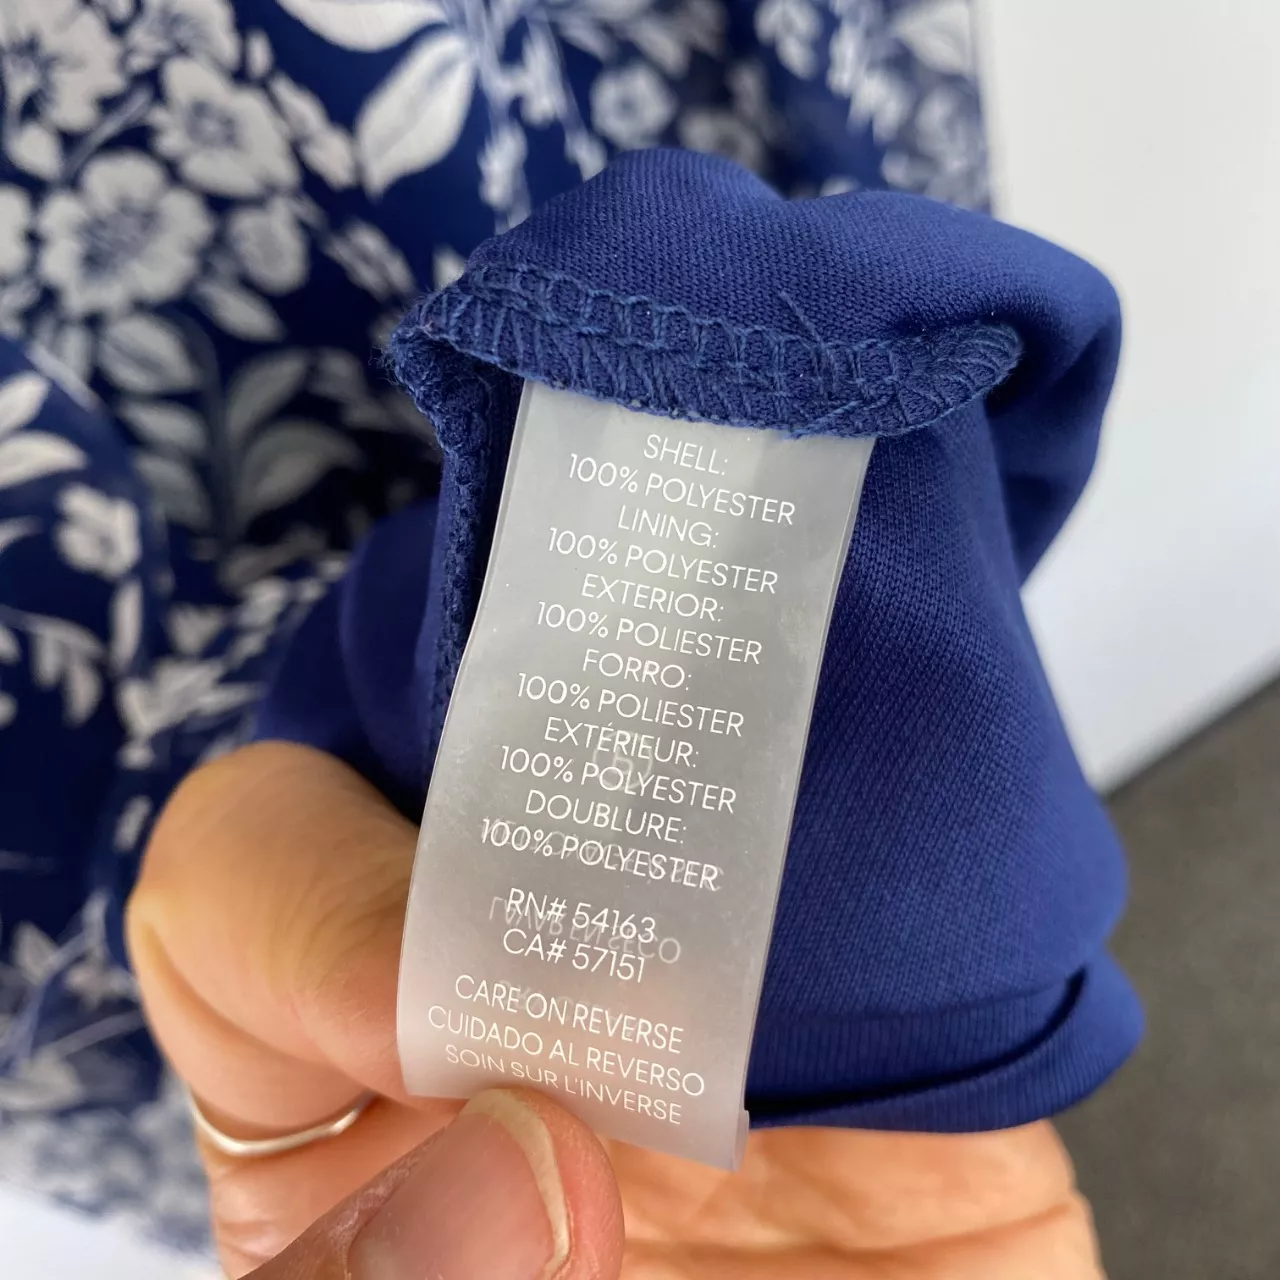 SHELL:
100% POLYESTER
LINING:
100% POLYESTER
EXTERIOR:
100% POLIESTER
FORRO:
100% POLIESTER
EXTÉRIEUR:
100% POLYESTER
DOUBLURE:
100% POLYESTER
RN# 54163
CA# 57151
CARE ON REVERSE
CUIDADO AL REVERSO
SOIN SUR L'INVERSE